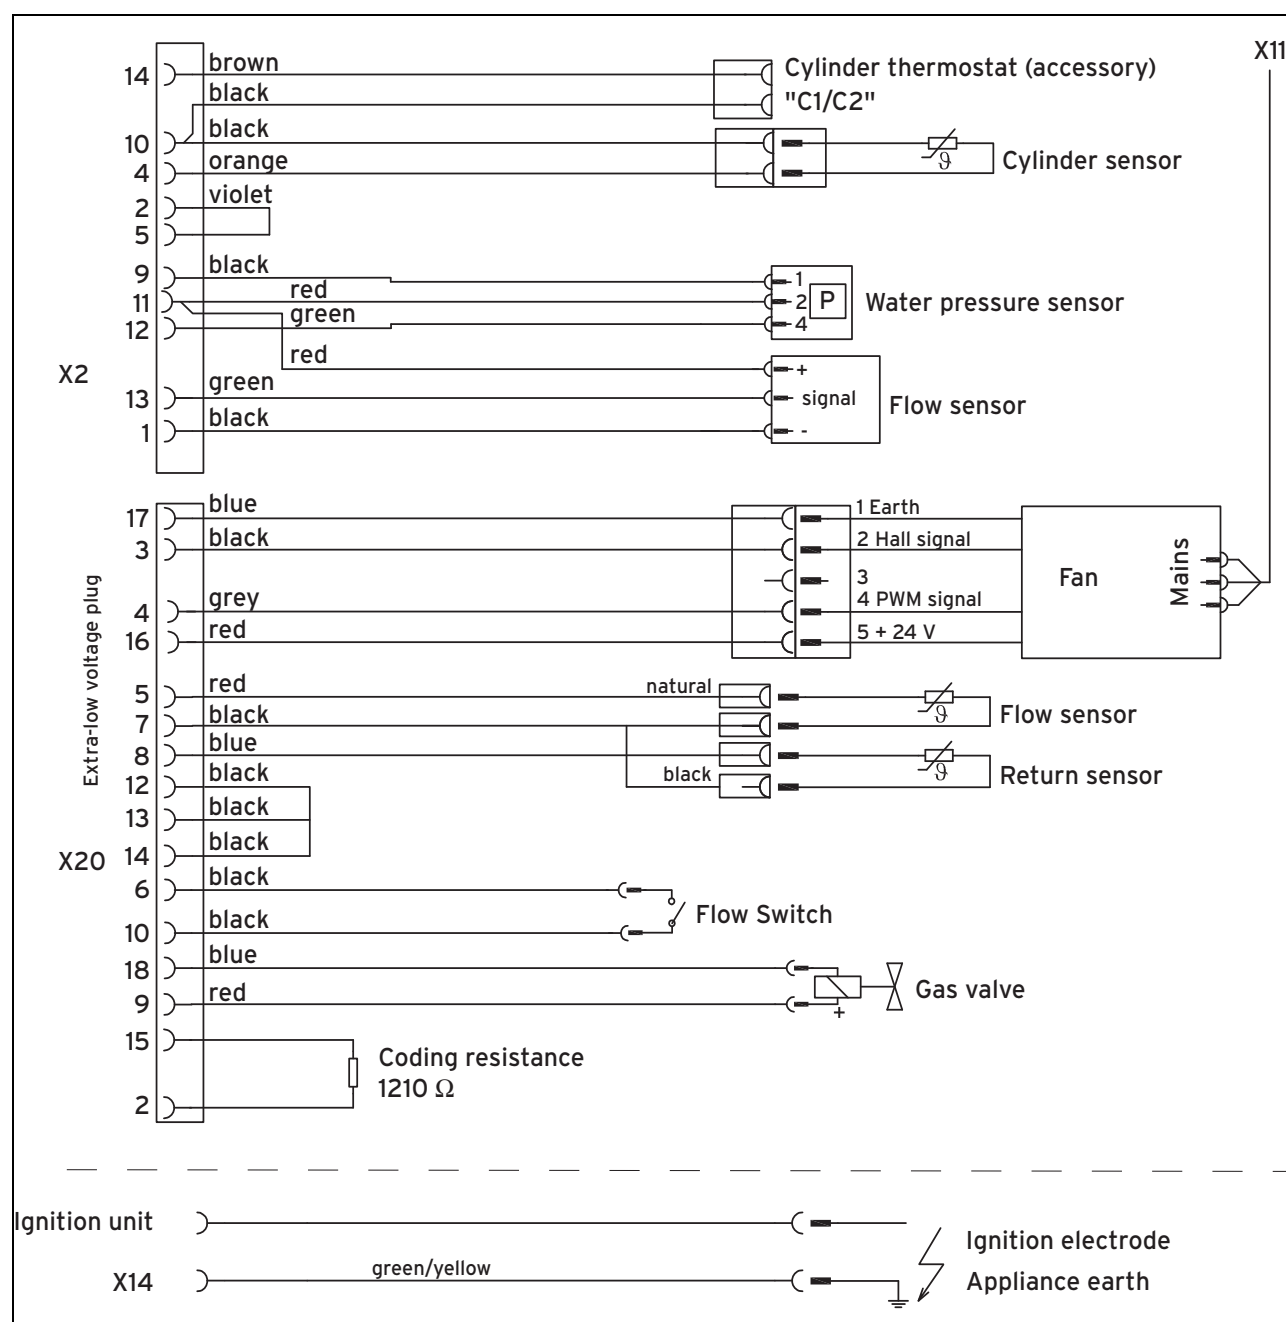 X11
14 brown Cylinder thermostat (accessory)
black "C1/C2"
10 black
4 orange ϑ Cylinder sensor
2 violet
5
9 black 1
11 red 2 P Water pressure sensor
12 green 4
red +
X2
13 green signal Flow sensor
1 black -
17 blue 1 Earth
3 black 2 Hall signal
3 Fan Mains
4 grey 4 PWM signal
16 red 5 + 24 V
Extra-low voltage plug
5 red natural
7 black ϑ Flow sensor
8 blue
12 black black ϑ Return sensor
13 black
14 black
X20
6 black
Flow Switch
10 black
18 blue
Gas valve
9 red +
15
Coding resistance
1210 Ω
2
Ignition unit
Ignition electrode
X14 green/yellow Appliance earth